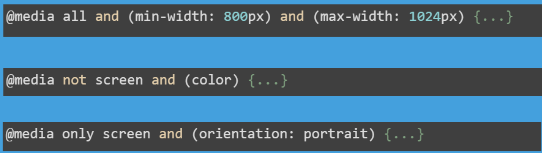 @media all and (min-width: 800px) and (max-width: 1024px) {...}
@media not screen and (color) {...}
@media only screen and (orientation: portrait) {...}